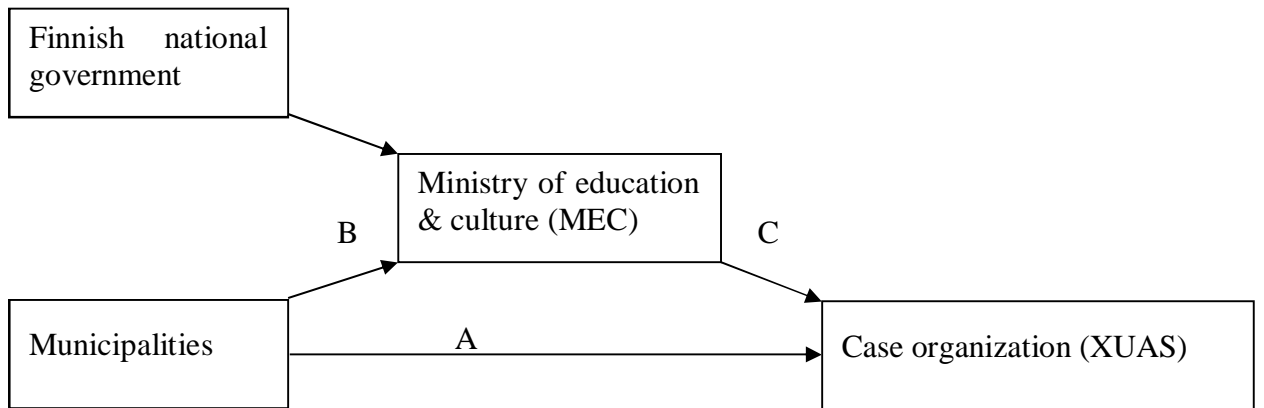 Finnish national
government
Ministry of education
& culture (MEC)
B
C
Municipalities
A
Case organization (XUAS)